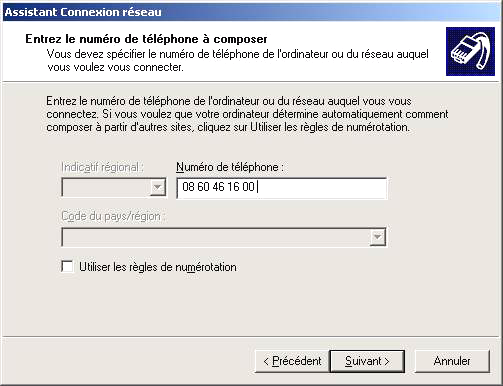 Assistant Connexion réseau
Entrez le numéro de téléphone à composer
Vous devez spécifier le numéro de téléphone de l'ordinateur ou du réseau auquel
vous voulez vous connecter.
Entrez le numéro de téléphone de l'ordinateur ou du réseau auquel vous vous
connectez. Si vous voulez que votre ordinateur détermine automatiquement comment
composer à partir d'autres sites, cliquez sur Utiliser les règles de numérotation.
Indicatif régional : Numéro de téléphone :
08 60 46 16 00
Code du pays/région :
Utiliser les règles de numérotation
< Précédent Suivant > Annuler